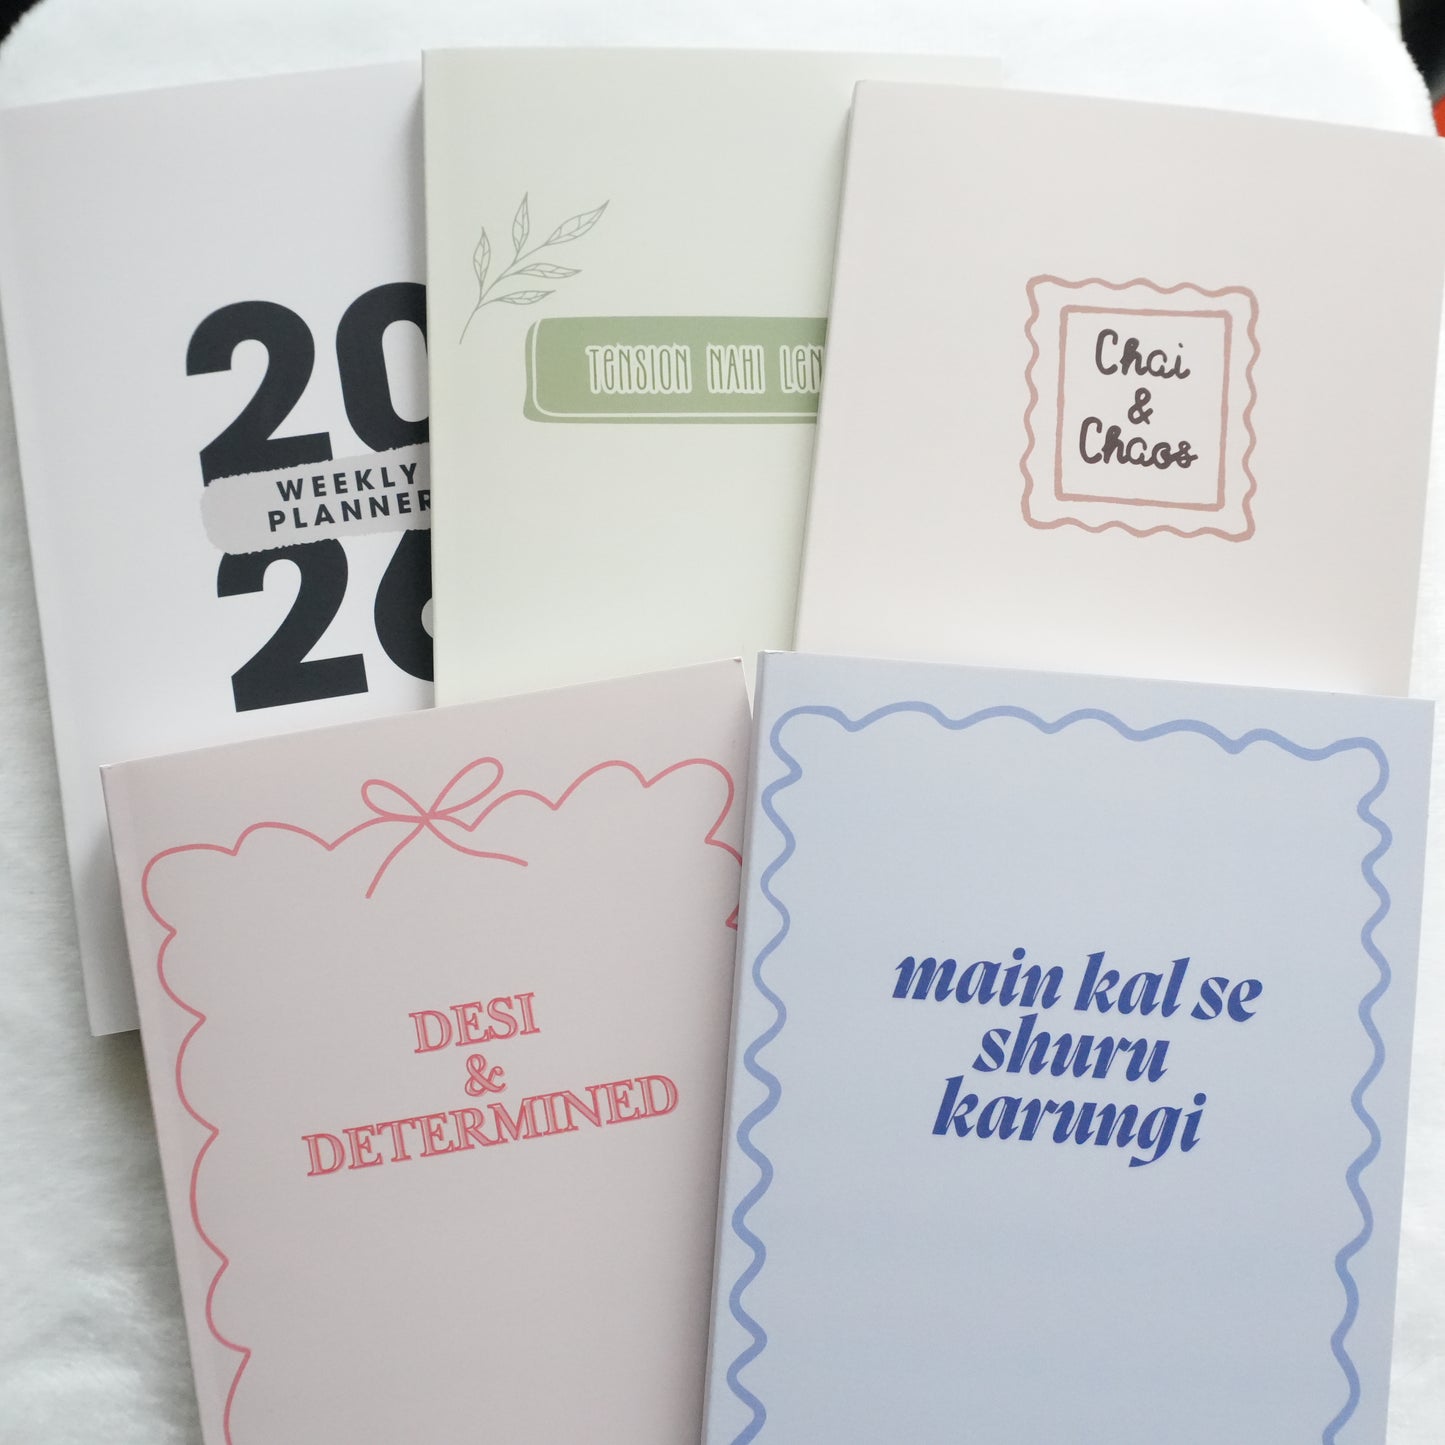 20
WEEKLY
PLANNER
26
TENSION NAHI LEN
Chai
&
Chaos
DESI
&
DETERMINED
main kal se
shuru
karungi